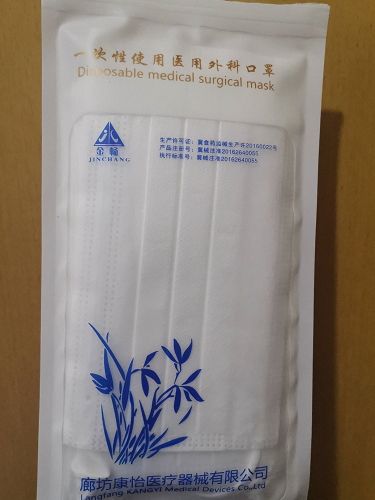 一次性使用医用外科口罩
Disposable medical surgical mask
金畅
JINCHANG
生产许可证：冀食药监械生产许20160022号
产品注册号：冀械注准20162640055
执行标准号：冀械注准20162640055
廊坊康怡医疗器械有限公司
Langfang KANGYI Medical Devices Co.,Ltd